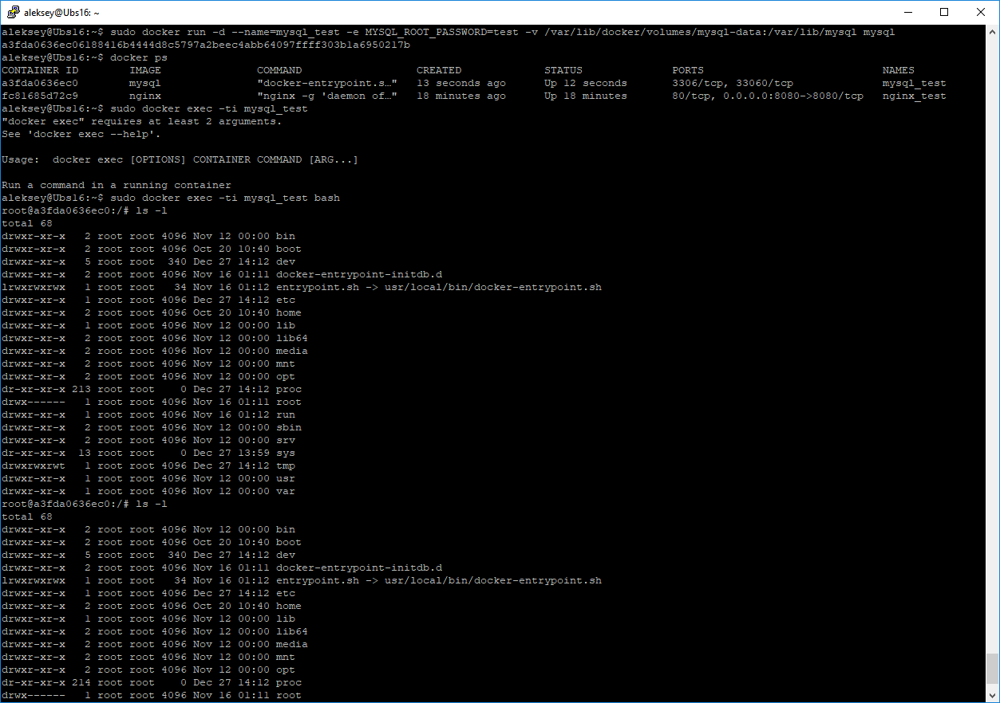 aleksey@Ubs16: ~
aleksey@Ubs16:~$ sudo docker run -d --name=mysql_test -e MYSQL_ROOT_PASSWORD=test -v /var/lib/docker/volumes/mysql-data:/var/lib/mysql mysql
a3fda0636ec06188416b4444d8c5797a2beec4abb64097ffff303b1a6950217b
aleksey@Ubs16:~$ docker ps
CONTAINER ID        IMAGE               COMMAND                  CREATED             STATUS              PORTS                            NAMES
a3fda0636ec0        mysql               "docker-entrypoint.s…"   13 seconds ago      Up 12 seconds       3306/tcp, 33060/tcp              mysql_test
fc81685d72c9        nginx               "nginx -g 'daemon of…"   18 minutes ago      Up 18 minutes       80/tcp, 0.0.0.0:8080->8080/tcp   nginx_test
aleksey@Ubs16:~$ sudo docker exec -ti mysql_test
"docker exec" requires at least 2 arguments.
See 'docker exec --help'.
Usage:  docker exec [OPTIONS] CONTAINER COMMAND [ARG...]
Run a command in a running container
aleksey@Ubs16:~$ sudo docker exec -ti mysql_test bash
root@a3fda0636ec0:/# ls -l
total 68
drwxr-xr-x   2 root root 4096 Nov 12 00:00 bin
drwxr-xr-x   2 root root 4096 Oct 20 10:40 boot
drwxr-xr-x   5 root root  340 Dec 27 14:12 dev
drwxr-xr-x   2 root root 4096 Nov 16 01:11 docker-entrypoint-initdb.d
lrwxrwxrwx   1 root root   34 Nov 16 01:12 entrypoint.sh -> usr/local/bin/docker-entrypoint.sh
drwxr-xr-x   1 root root 4096 Dec 27 14:12 etc
drwxr-xr-x   2 root root 4096 Oct 20 10:40 home
drwxr-xr-x   1 root root 4096 Nov 12 00:00 lib
drwxr-xr-x   2 root root 4096 Nov 12 00:00 lib64
drwxr-xr-x   2 root root 4096 Nov 12 00:00 media
drwxr-xr-x   2 root root 4096 Nov 12 00:00 mnt
drwxr-xr-x   2 root root 4096 Nov 12 00:00 opt
dr-xr-xr-x 213 root root    0 Dec 27 14:12 proc
drwx------   1 root root 4096 Nov 16 01:11 root
drwxr-xr-x   1 root root 4096 Nov 16 01:12 run
drwxr-xr-x   2 root root 4096 Nov 12 00:00 sbin
drwxr-xr-x   2 root root 4096 Nov 12 00:00 srv
dr-xr-xr-x  13 root root    0 Dec 27 13:59 sys
drwxrwxrwt   1 root root 4096 Dec 27 14:12 tmp
drwxr-xr-x   1 root root 4096 Nov 12 00:00 usr
drwxr-xr-x   1 root root 4096 Nov 12 00:00 var
root@a3fda0636ec0:/# ls -l
total 68
drwxr-xr-x   2 root root 4096 Nov 12 00:00 bin
drwxr-xr-x   2 root root 4096 Oct 20 10:40 boot
drwxr-xr-x   5 root root  340 Dec 27 14:12 dev
drwxr-xr-x   2 root root 4096 Nov 16 01:11 docker-entrypoint-initdb.d
lrwxrwxrwx   1 root root   34 Nov 16 01:12 entrypoint.sh -> usr/local/bin/docker-entrypoint.sh
drwxr-xr-x   1 root root 4096 Dec 27 14:12 etc
drwxr-xr-x   2 root root 4096 Oct 20 10:40 home
drwxr-xr-x   1 root root 4096 Nov 12 00:00 lib
drwxr-xr-x   2 root root 4096 Nov 12 00:00 lib64
drwxr-xr-x   2 root root 4096 Nov 12 00:00 media
drwxr-xr-x   2 root root 4096 Nov 12 00:00 mnt
drwxr-xr-x   2 root root 4096 Nov 12 00:00 opt
dr-xr-xr-x 214 root root    0 Dec 27 14:12 proc
drwx------   1 root root 4096 Nov 16 01:11 root